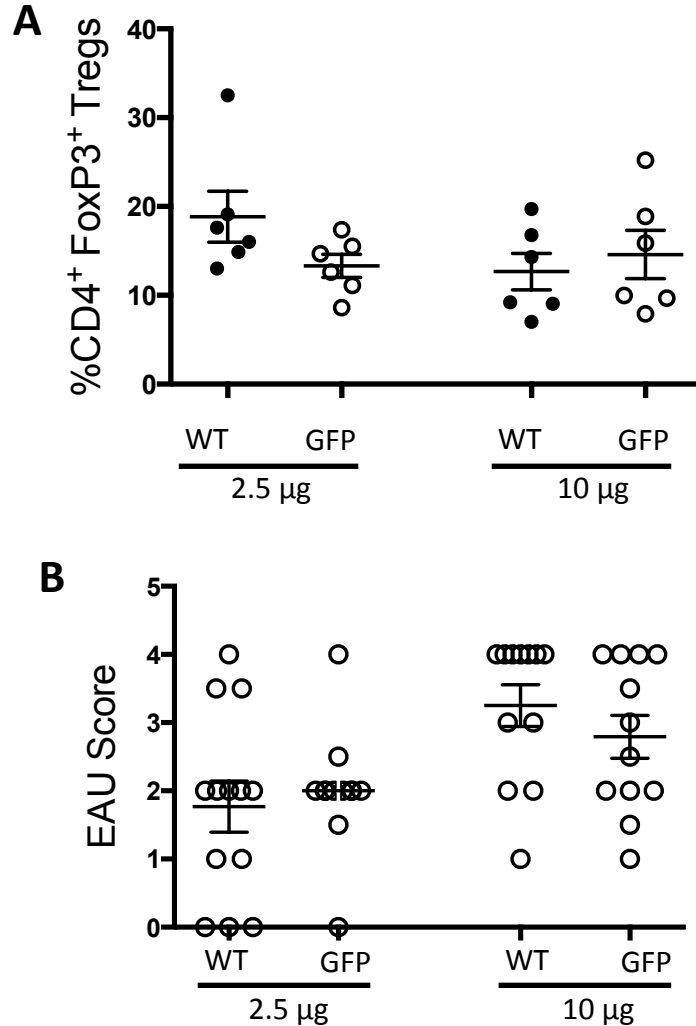 A
%CD4+ FoxP3+ Tregs
40
30
20
10
0
WT GFP WT GFP
2.5 µg 10 µg
B
EAU Score
5
4
3
2
1
0
WT GFP WT GFP
2.5 µg 10 µg